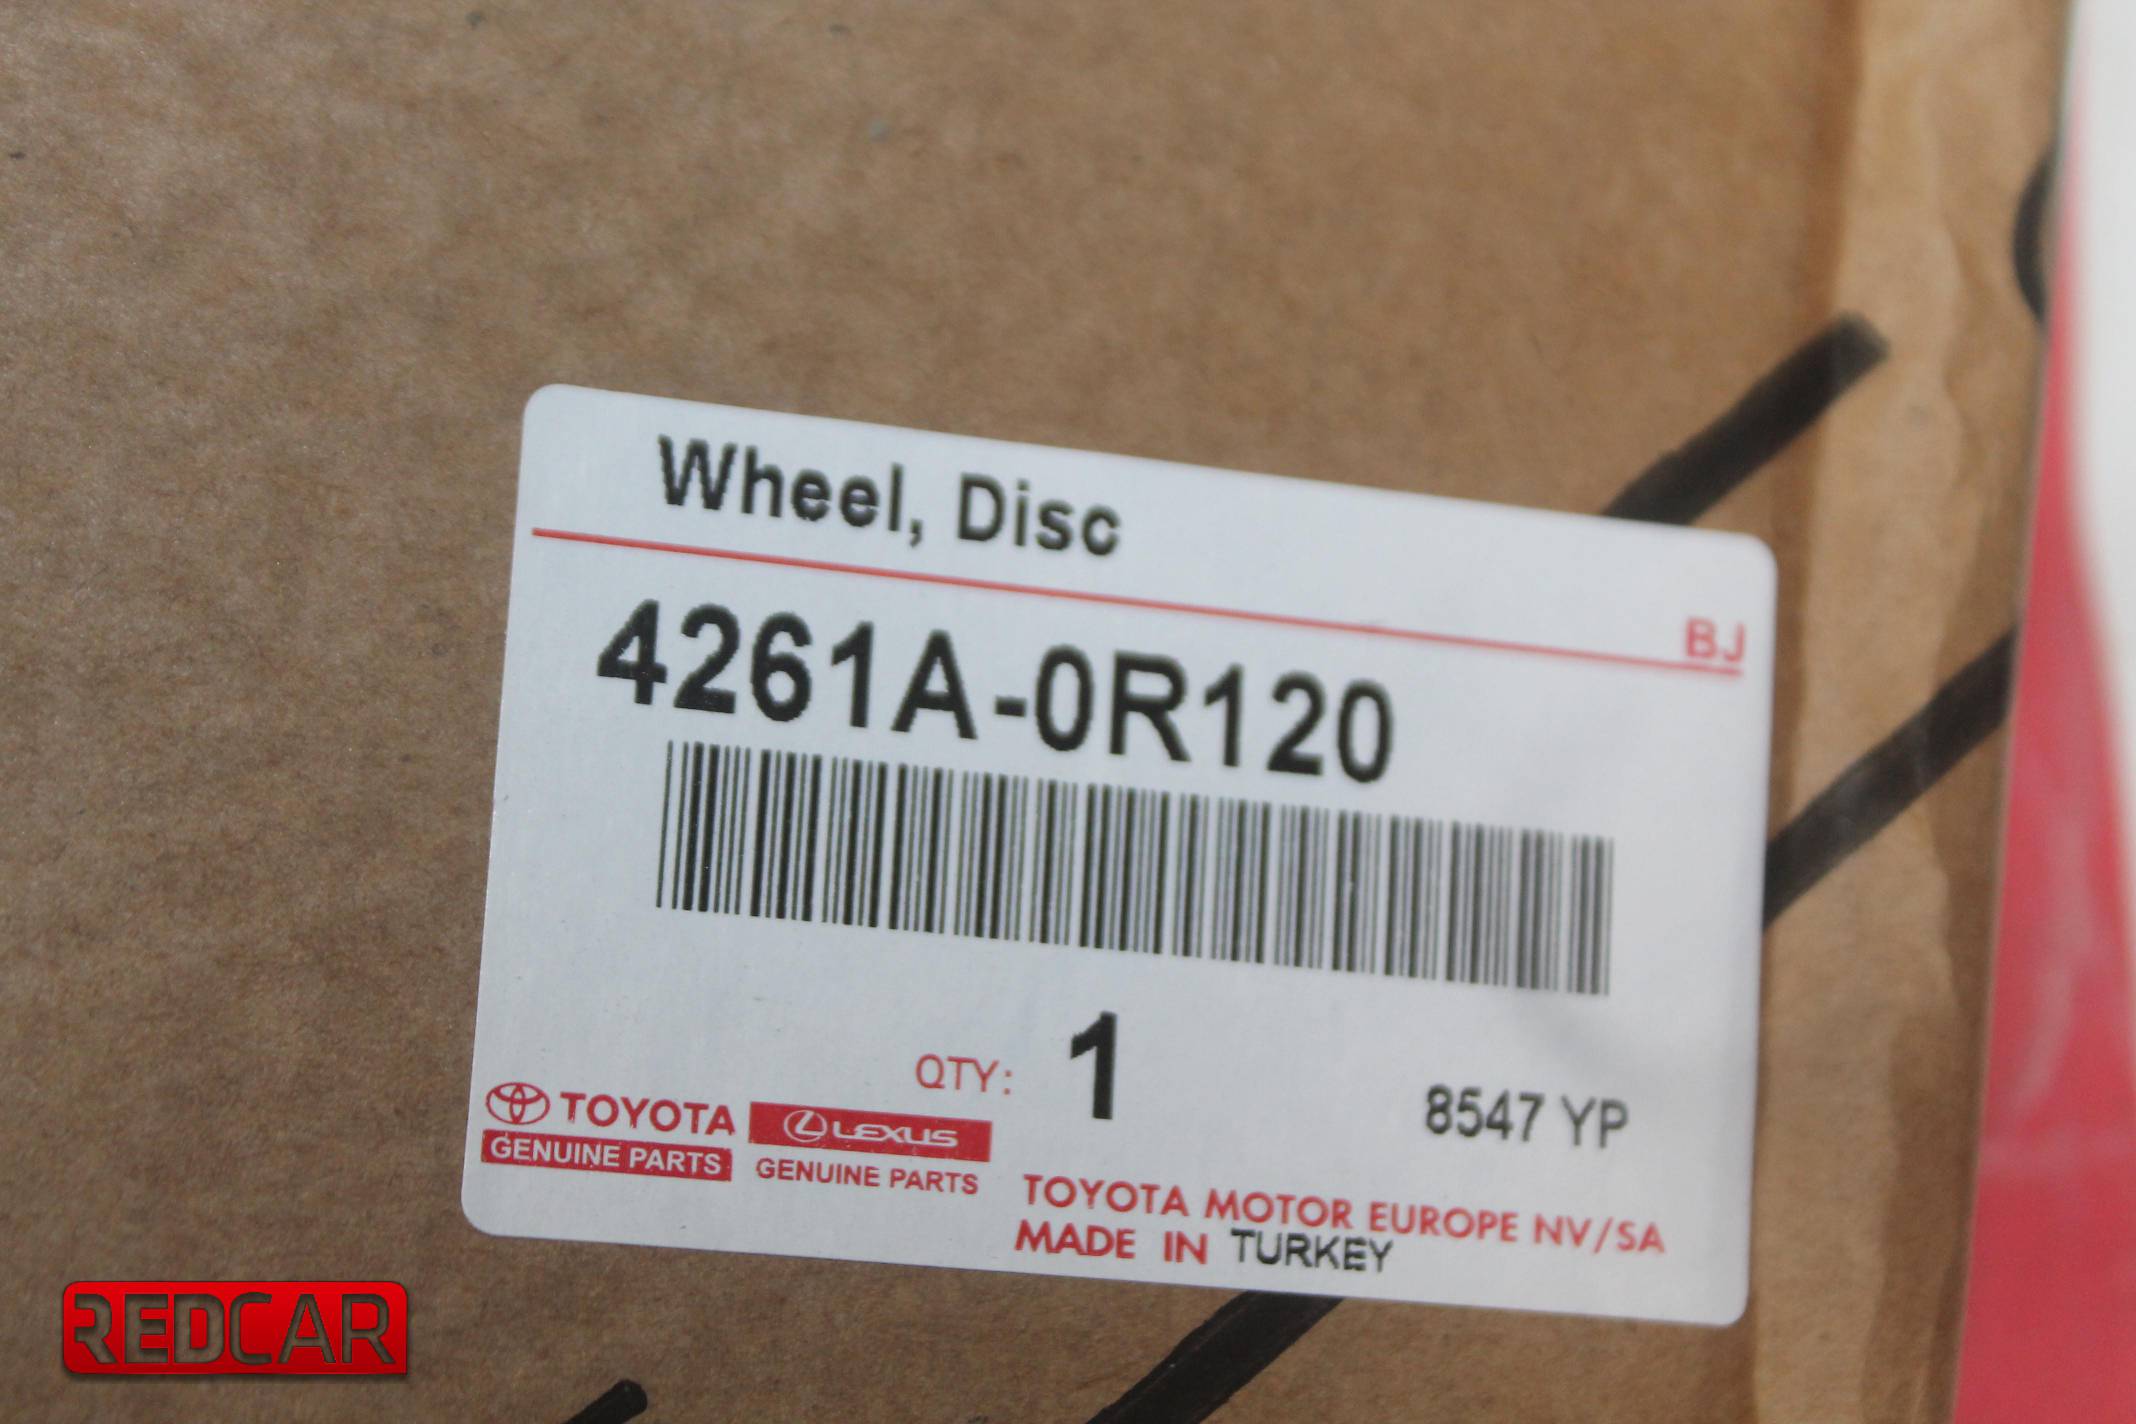 Wheel, Disc
BJ
4261A-0R120
QTY: 1
8547 YP
TOYOTA
GENUINE PARTS
LEXUS
GENUINE PARTS
TOYOTA MOTOR EUROPE NV/SA
MADE IN TURKEY
REDCAR